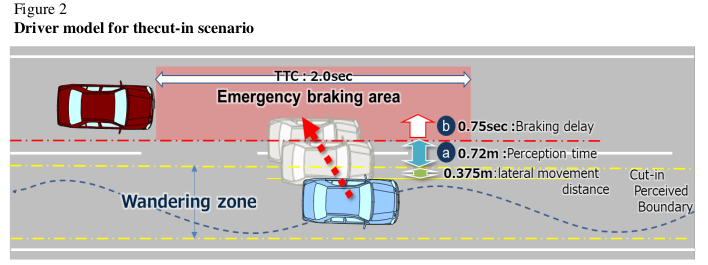 Figure 2
Driver model for thecut-in scenario
TTC : 2.0sec
Emergency braking area
b 0.75sec :Braking delay
a 0.72m :Perception time
0.375m:lateral movement
distance
Cut-in
Perceived
Boundary
Wandering zone